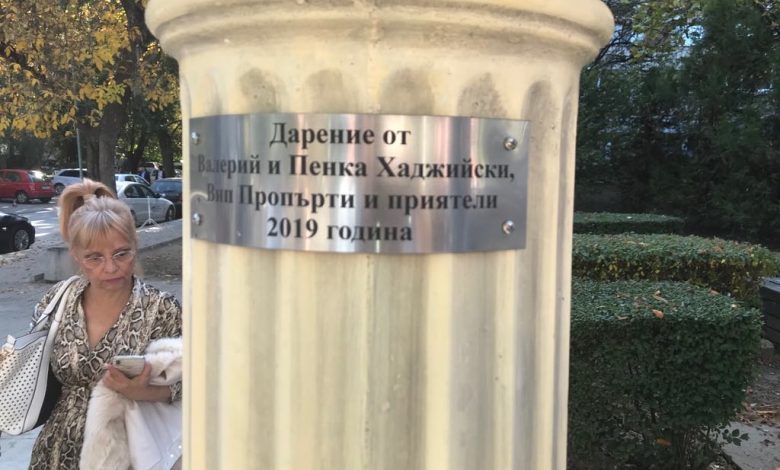 Дарение от
Валерий и Пенка Хаджийски,
Вип Пропърти и приятели
2019 година